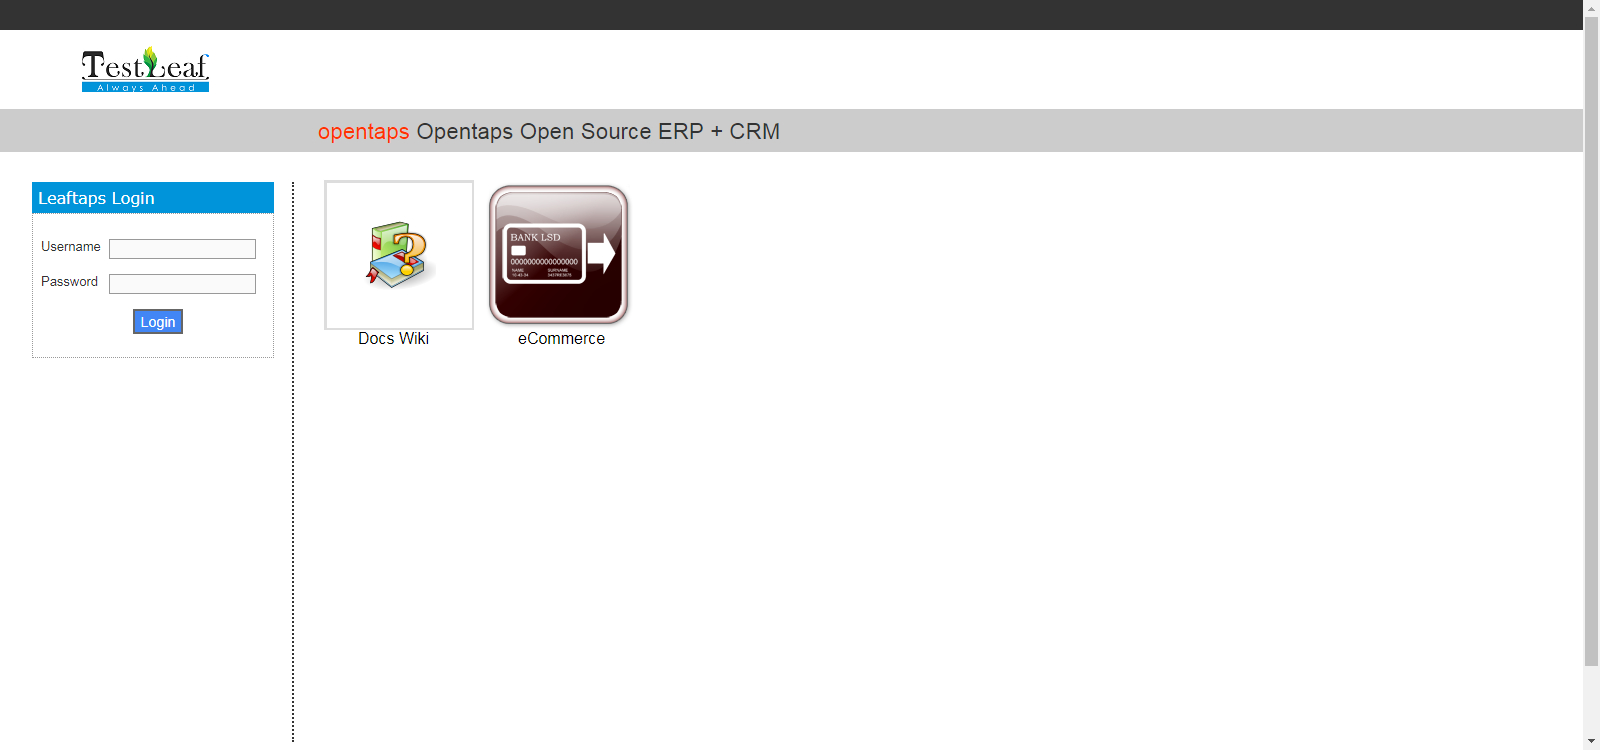 TestLeaf
Always Ahead
opentaps Opentaps Open Source ERP + CRM
Leaftaps Login
Username
Password
Login
BANK LSD
0000000000000000
NAME SURNAME
Docs Wiki
eCommerce